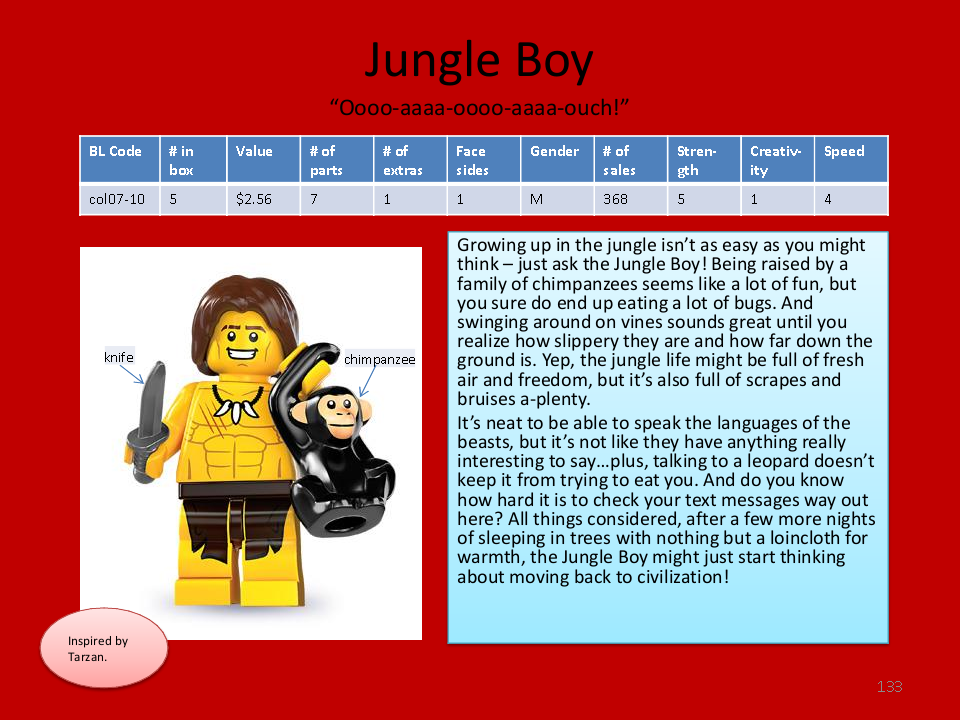 Jungle Boy
“Oooo-aaaa-oooo-aaaa-ouch!”
BL Code # in box Value # of parts # of extras Face sides Gender # of sales Stren-gth Creativ-ity Speed
col07-10 5 $2.56 7 1 1 M 368 5 1 4
knife
chimpanzee
Growing up in the jungle isn’t as easy as you might
think – just ask the Jungle Boy! Being raised by a
family of chimpanzees seems like a lot of fun, but
you sure do end up eating a lot of bugs. And
swinging around on vines sounds great until you
realize how slippery they are and how far down the
ground is. Yep, the jungle life might be full of fresh
air and freedom, but it’s also full of scrapes and
bruises a-plenty.
It’s neat to be able to speak the languages of the
beasts, but it’s not like they have anything really
interesting to say…plus, talking to a leopard doesn’t
keep it from trying to eat you. And do you know
how hard it is to check your text messages way out
here? All things considered, after a few more nights
of sleeping in trees with nothing but a loincloth for
warmth, the Jungle Boy might just start thinking
about moving back to civilization!
Inspired by
Tarzan.
133